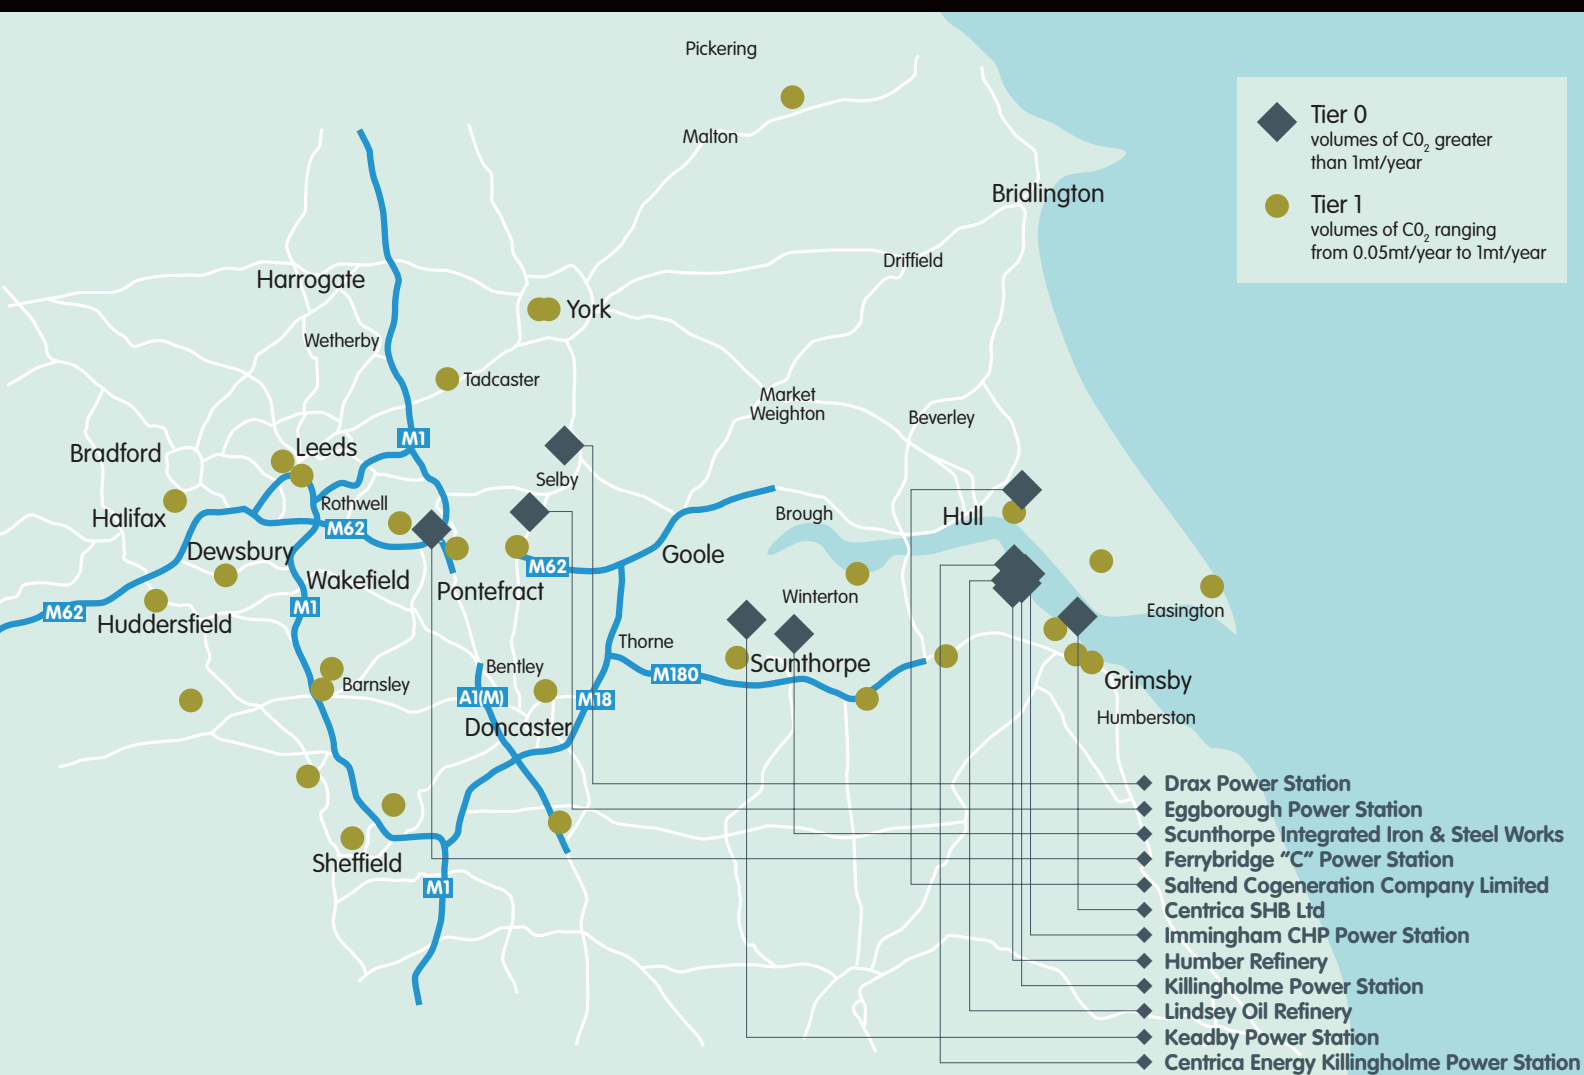 Pickering
Malton
Bridlington
Driffield
Harrogate
York
Wetherby
Tadcaster
Market
Weighton
Beverley
M1
Bradford
Leeds
Selby
Halifax
Rothwell
M62
Brough
Hull
Dewsbury
Wakefield
Pontefract
M62
Goole
Winterton
Easington
M62
Huddersfield
M1
Thorne
Scunthorpe
M180
Grimsby
Humberston
Bentley
Barnsley
A1(M)
M18
Doncaster
Sheffield
M1
Tier 0
volumes of C0₂ greater
than 1mt/year
Tier 1
volumes of C0₂ ranging
from 0.05mt/year to 1mt/year
Drax Power Station
Eggborough Power Station
Scunthorpe Integrated Iron & Steel Works
Ferrybridge "C" Power Station
Saltend Cogeneration Company Limited
Centrica SHB Ltd
Immingham CHP Power Station
Humber Refinery
Killingholme Power Station
Lindsey Oil Refinery
Keadby Power Station
Centrica Energy Killingholme Power Station